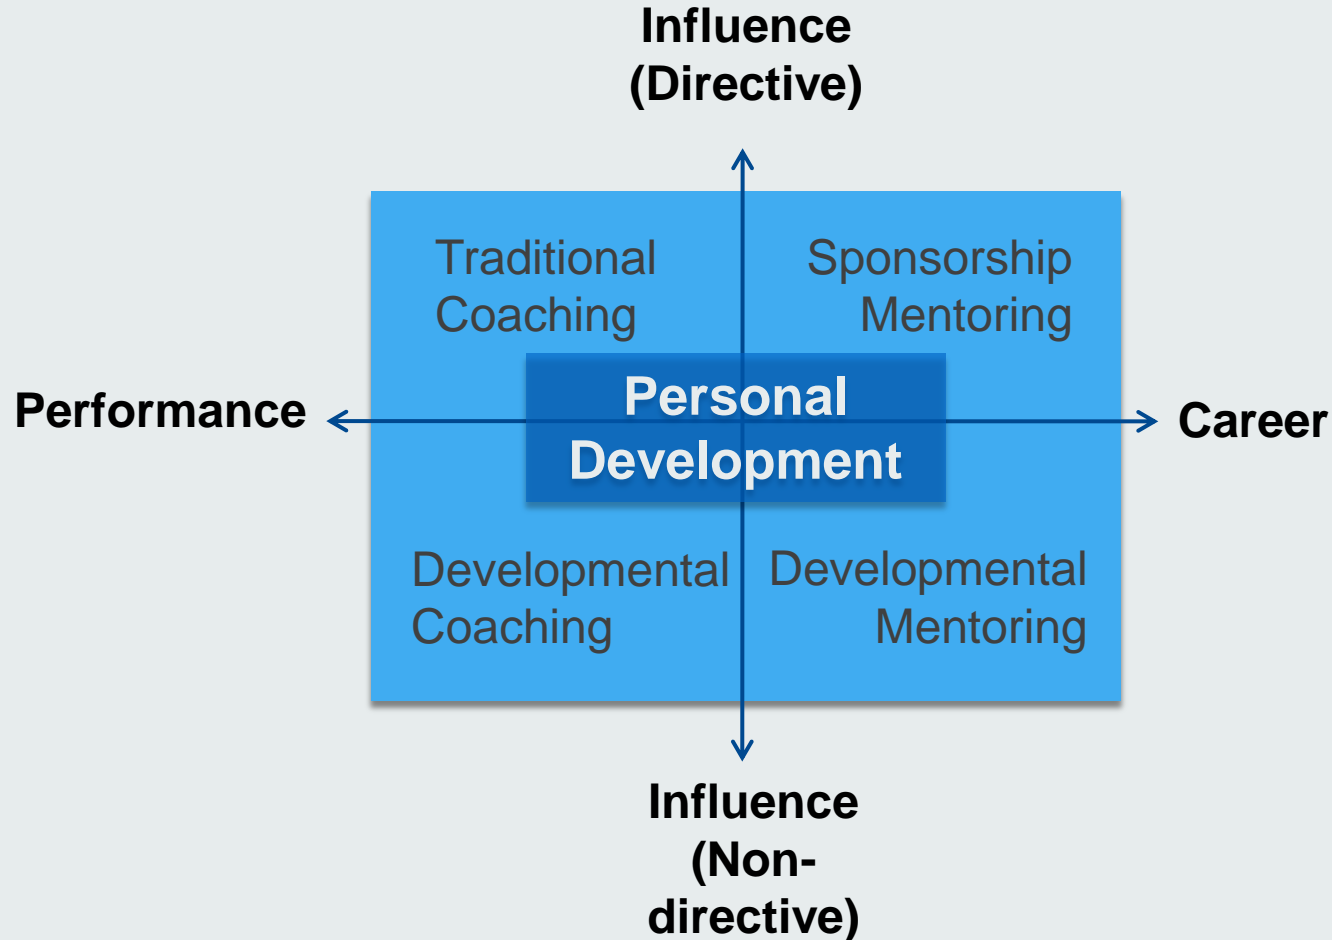 Influence
(Directive)
Traditional
Coaching
Sponsorship
Mentoring
Performance
Personal
Development
Career
Developmental
Coaching
Developmental
Mentoring
Influence
(Non-
directive)